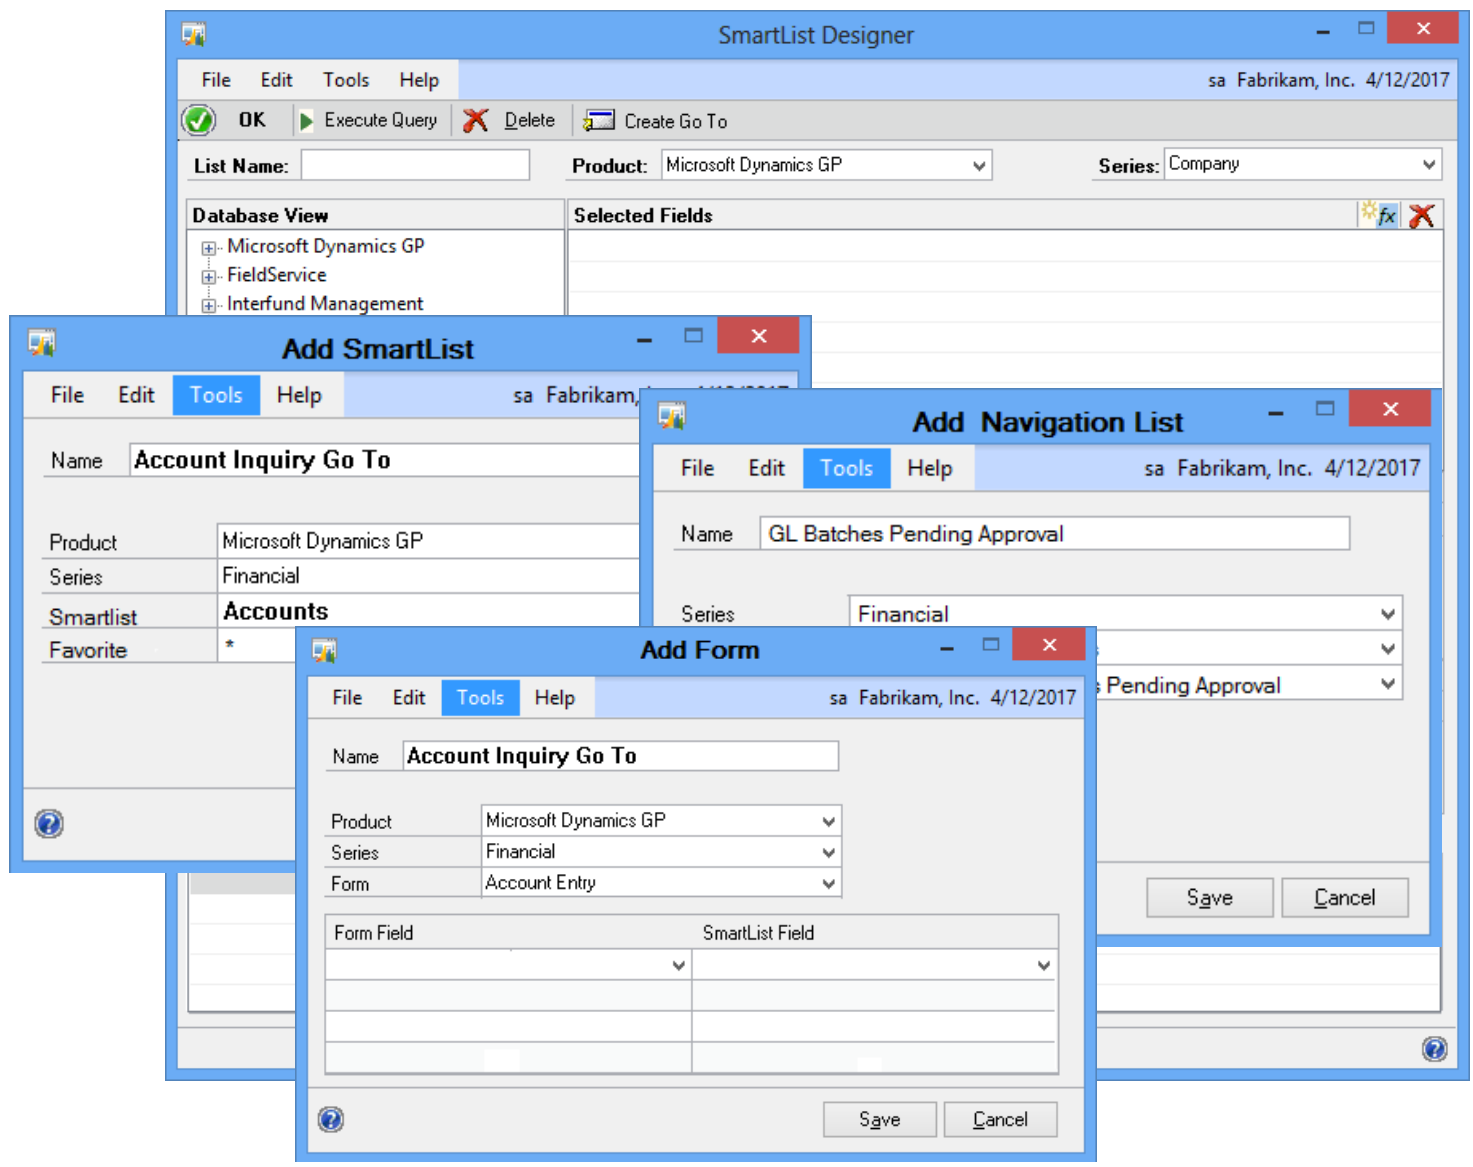 SmartList Designer
File Edit Tools Help sa Fabrikam, Inc. 4/12/2017
OK Execute Query Delete Create Go To
List Name: Product: Microsoft Dynamics GP Series: Company
Database View Selected Fields fx
Microsoft Dynamics GP
FieldService
Interfund Management
Add SmartList
File Edit Tools Help sa Fabrikam,
Name Account Inquiry Go To
Product Microsoft Dynamics GP
Series Financial
Smartlist Accounts
Favorite *
Add Navigation List
File Edit Tools Help sa Fabrikam, Inc. 4/12/2017
Name GL Batches Pending Approval
Series Financial
Pending Approval
Save Cancel
Add Form
File Edit Tools Help sa Fabrikam, Inc. 4/12/2017
Name Account Inquiry Go To
Product Microsoft Dynamics GP
Series Financial
Form Account Entry
Form Field SmartList Field
Save Cancel